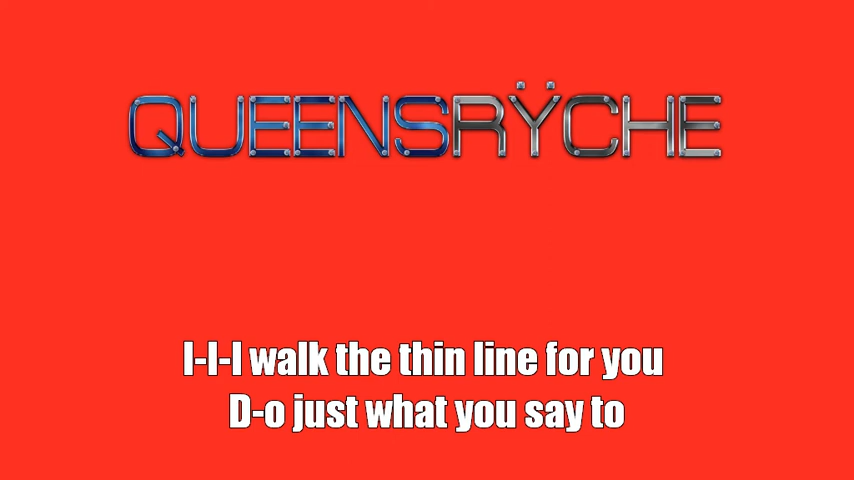 QUEENSRŸCHE
I-I-I walk the thin line for you
D-o just what you say to